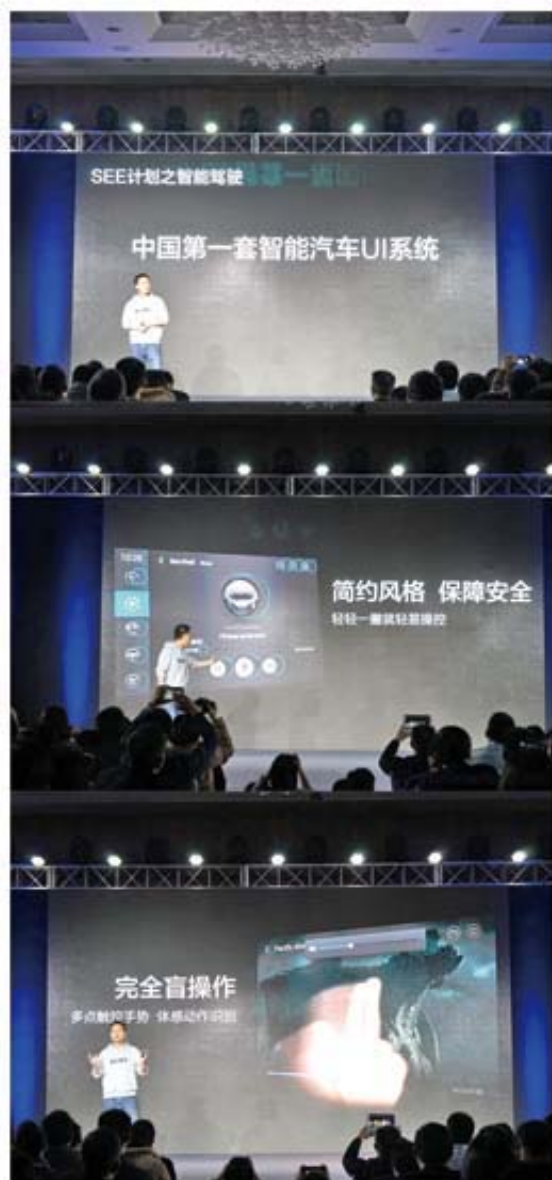 SEE计划之智能驾驶
中国第一套智能汽车UI系统
简约风格 保障安全
轻轻一瞥就轻易操控
完全盲操作
多点触控手势 体感动作识别